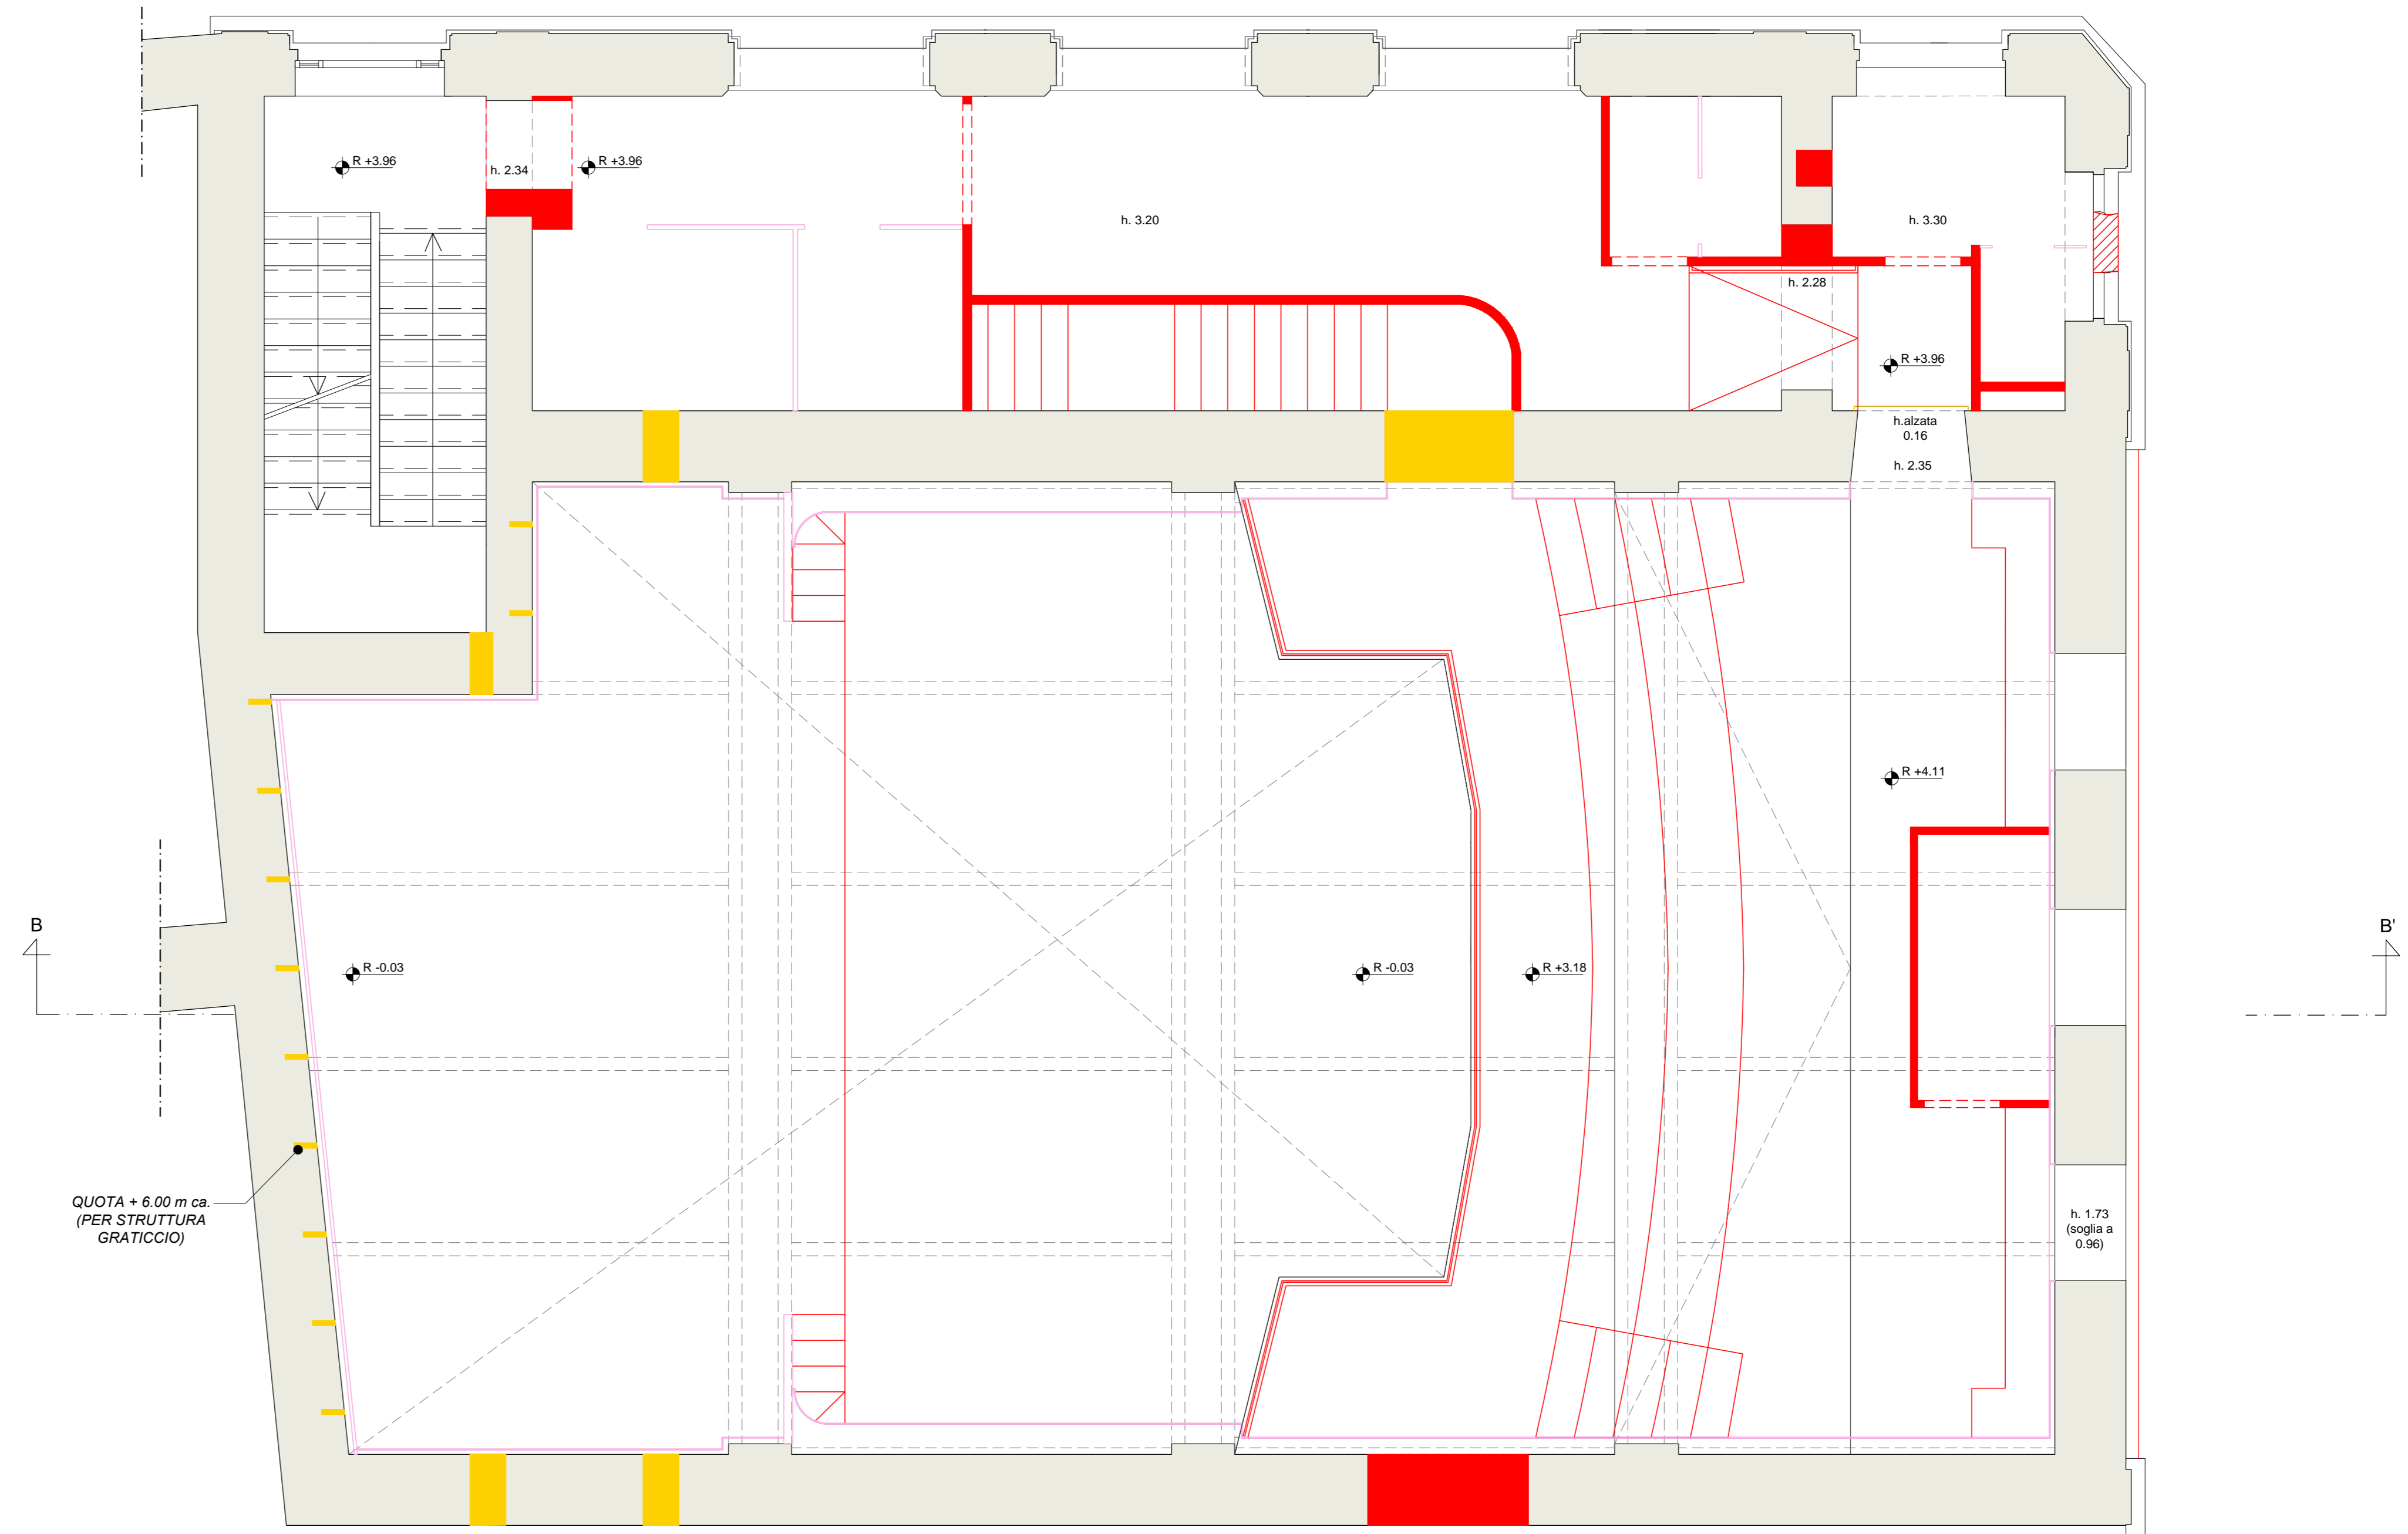 R +3.96
h. 2.34
R +3.96
h. 3.20
h. 3.30
h. 2.28
R +3.96
h.alzata
0.16
h. 2.35
R +4.11
B
B'
R -0.03
R -0.03
R +3.18
QUOTA + 6.00 m ca.
(PER STRUTTURA
GRATICCIO)
h. 1.73
(soglia a
0.96)